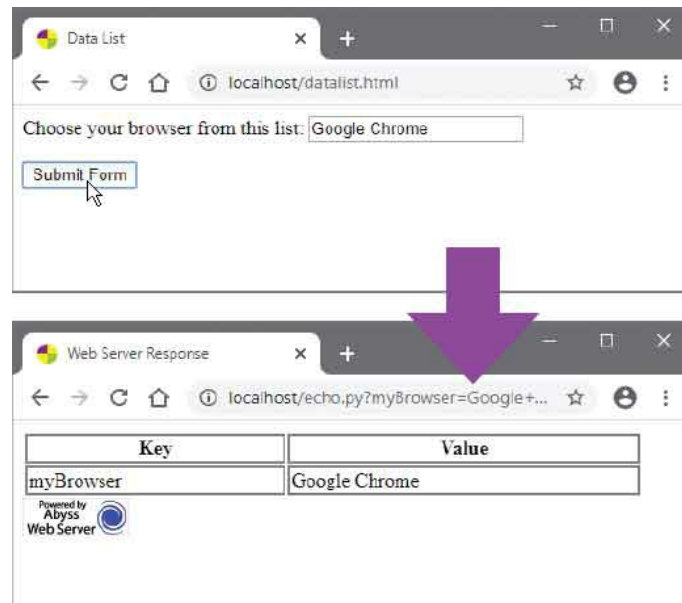 Data List
localhost/datalist.html
Choose your browser from this list: Google Chrome
Submit Form
Web Server Response
localhost/echo.py?myBrowser=Google+...
Key Value
myBrowser Google Chrome
Powered by
Abyss
Web Server